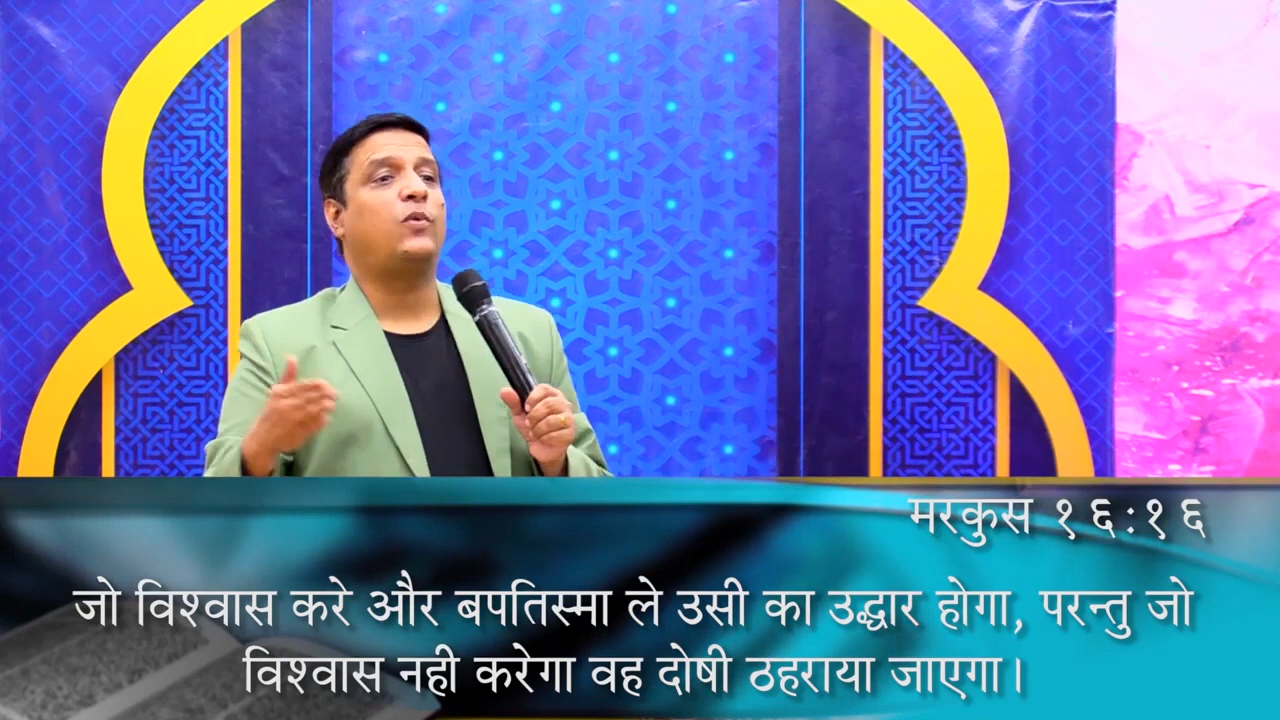 मरकुस १६:१६
जो विश्वास करे और बपतिस्मा ले उसी का उद्धार होगा, परन्तु जो
विश्वास नही करेगा वह दोषी ठहराया जाएगा।